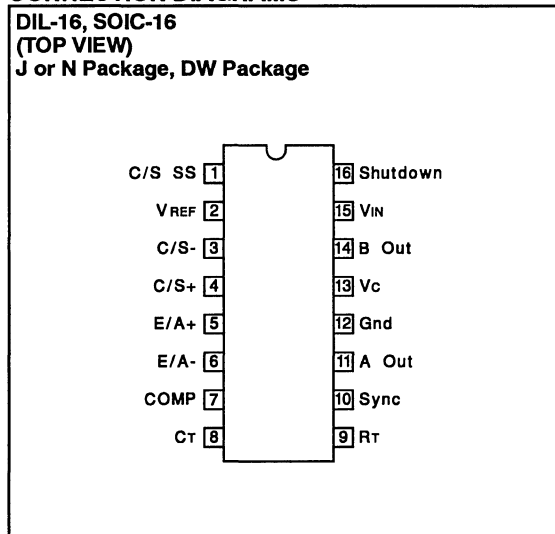 DIL-16, SOIC-16
(TOP VIEW)
J or N Package, DW Package
C/S SS 1 16 Shutdown
VREF 2 15 VIN
C/S- 3 14 B Out
C/S+ 4 13 Vc
E/A+ 5 12 Gnd
E/A- 6 11 A Out
COMP 7 10 Sync
CT 8 9 RT